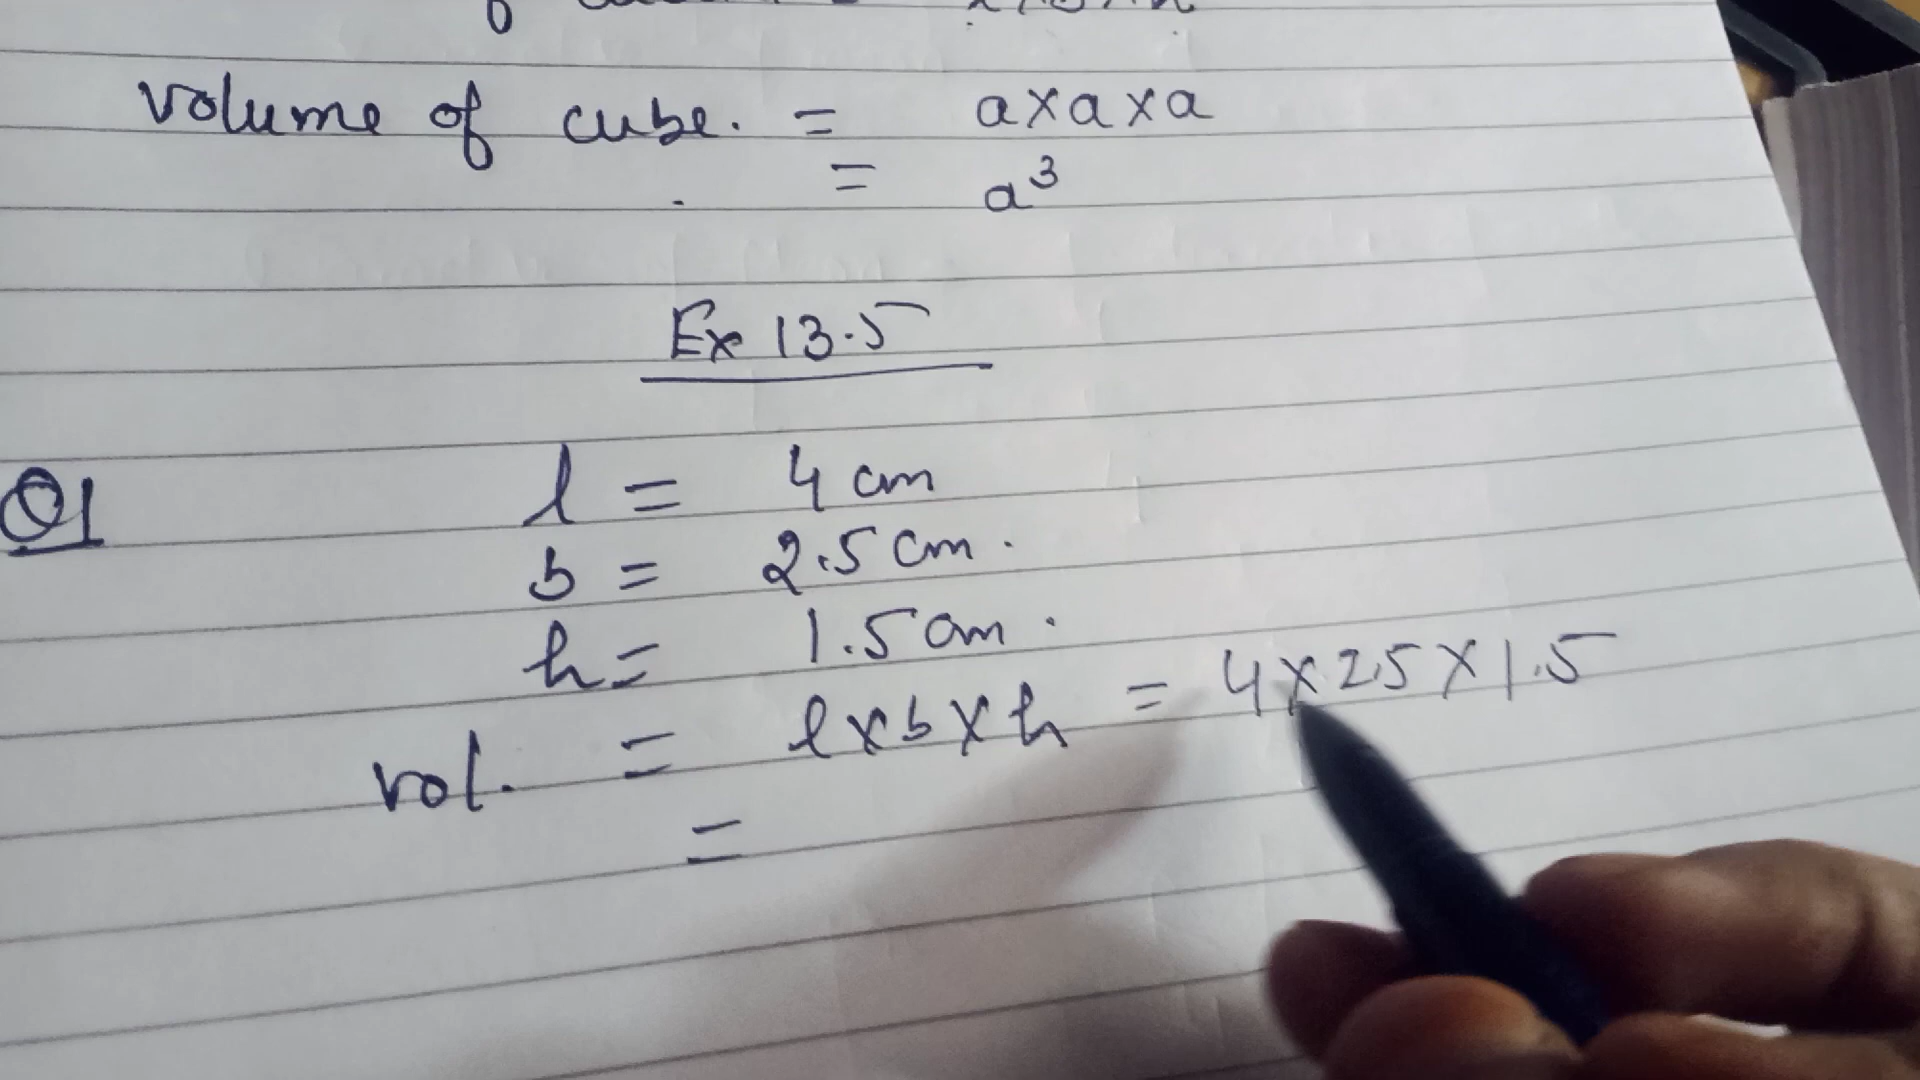 volume of cube. = a×a×a
= a³
Ex 13.5
Q1 l = 4 cm
b = 2.5 cm.
h = 1.5 cm.
vol. = l×b×h = 4×2.5×1.5
=